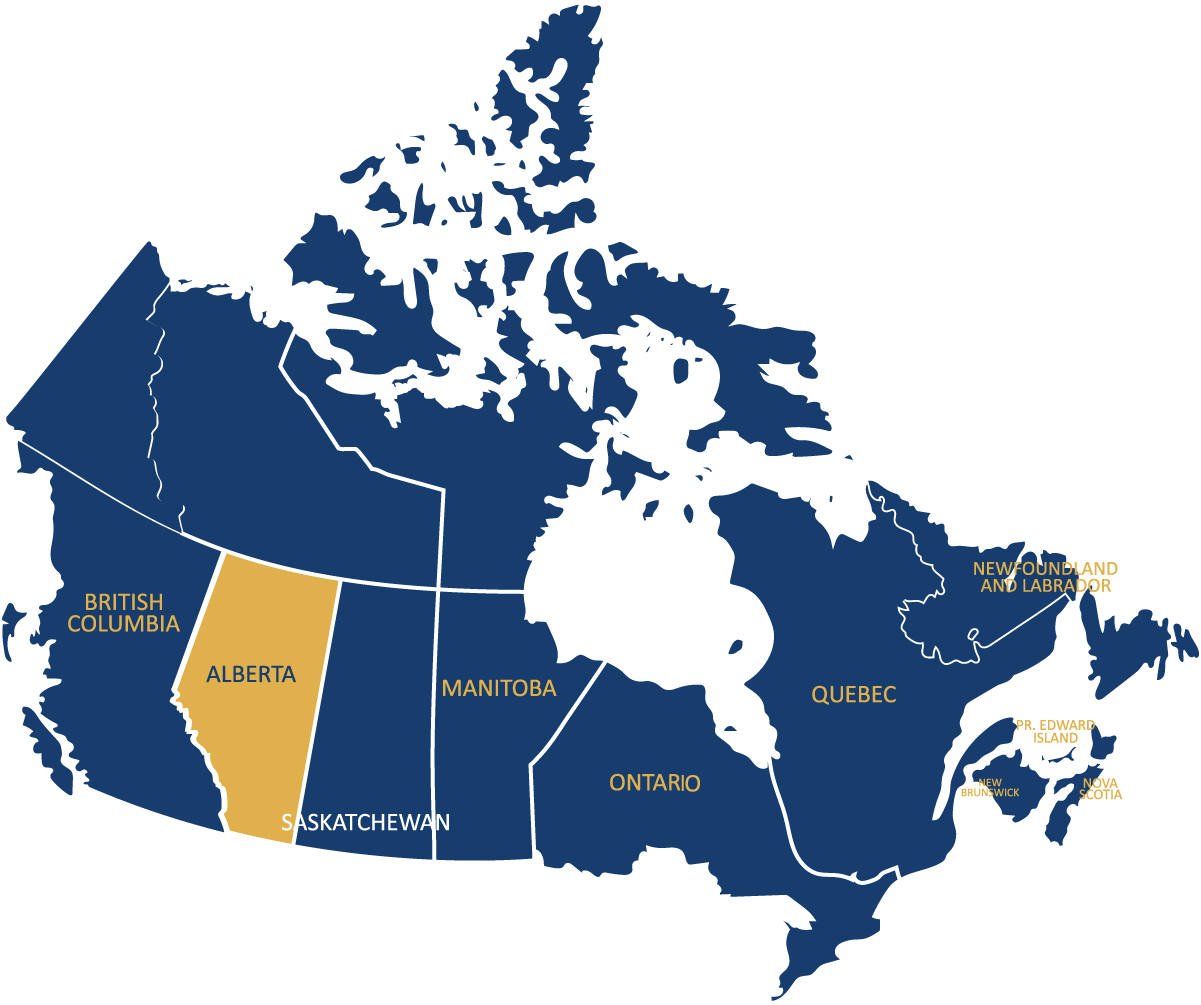 NEWFOUNDLAND
AND LABRADOR
BRITISH
COLUMBIA
ALBERTA
MANITOBA
QUEBEC
PR. EDWARD
ISLAND
ONTARIO
NEW
BRUNSWICK
NOVA
SCOTIA
SASKATCHEWAN